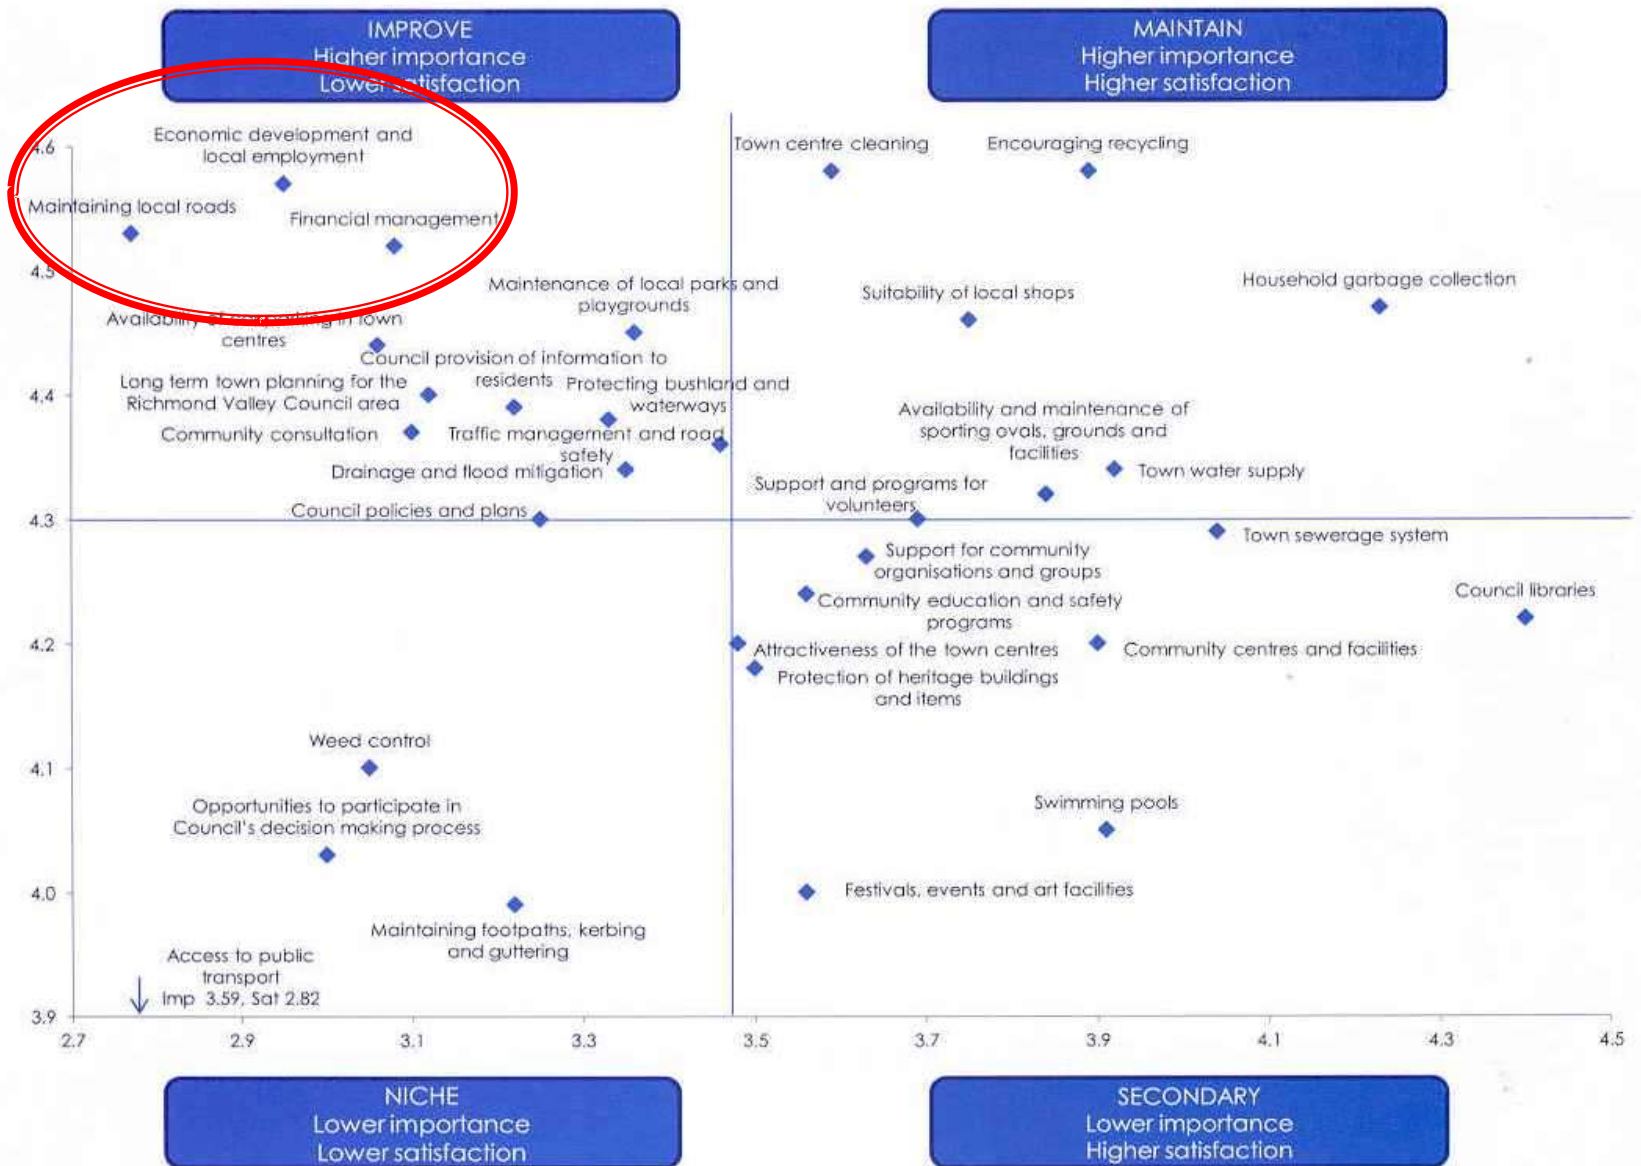 IMPROVE
Higher importance
Lower satisfaction
MAINTAIN
Higher importance
Higher satisfaction
Economic development and
local employment
Maintaining local roads
Financial management
Town centre cleaning
Encouraging recycling
Maintenance of local parks and
playgrounds
Suitability of local shops
Household garbage collection
Availability of car parking in town
centres
Council provision of information to
residents
Long term town planning for the
Richmond Valley Council area
Protecting bushland and
waterways
Community consultation
Traffic management and road
safety
Drainage and flood mitigation
Availability and maintenance of
sporting ovals, grounds and
facilities
Town water supply
Support and programs for
volunteers
Council policies and plans
Town sewerage system
Support for community
organisations and groups
Community education and safety
programs
Council libraries
Attractiveness of the town centres
Community centres and facilities
Protection of heritage buildings
and items
Weed control
Opportunities to participate in
Council's decision making process
Swimming pools
Festivals, events and art facilities
Maintaining footpaths, kerbing
and guttering
Access to public
transport
Imp 3.59, Sat 2.82
4.6
4.5
4.4
4.3
4.2
4.1
4.0
3.9
2.7
2.9
3.1
3.3
3.5
3.7
3.9
4.1
4.3
4.5
NICHE
Lower importance
Lower satisfaction
SECONDARY
Lower importance
Higher satisfaction